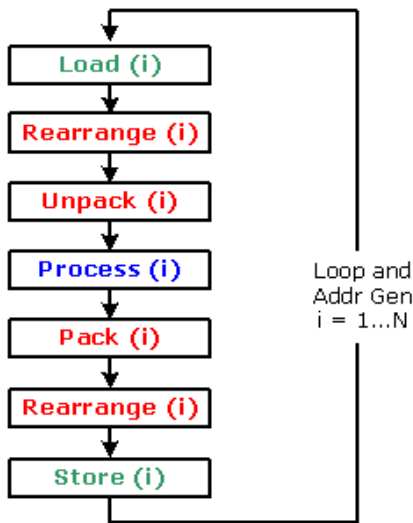 Load (i)
Rearrange (i)
Unpack (i)
Process (i)
Pack (i)
Rearrange (i)
Store (i)
Loop and
Addr Gen
i = 1...N